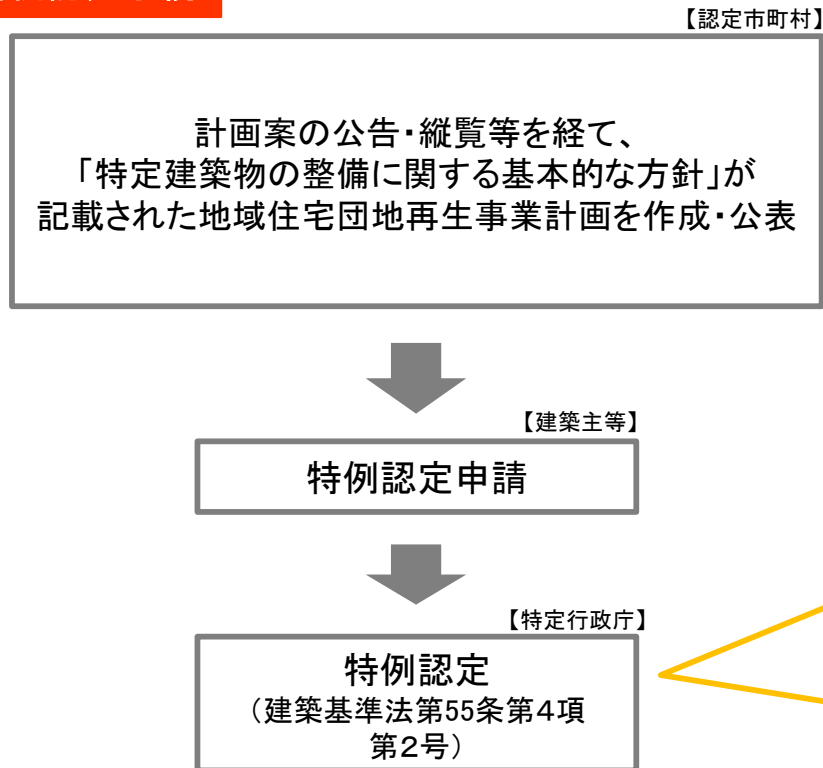 【認定市町村】
計画案の公告・縦覧等を経て、
「特定建築物の整備に関する基本的な方針」が
記載された地域住宅団地再生事業計画を作成・公表
【建築主等】
特例認定申請
【特定行政庁】
特例認定
（建築基準法第55条第４項
第２号）